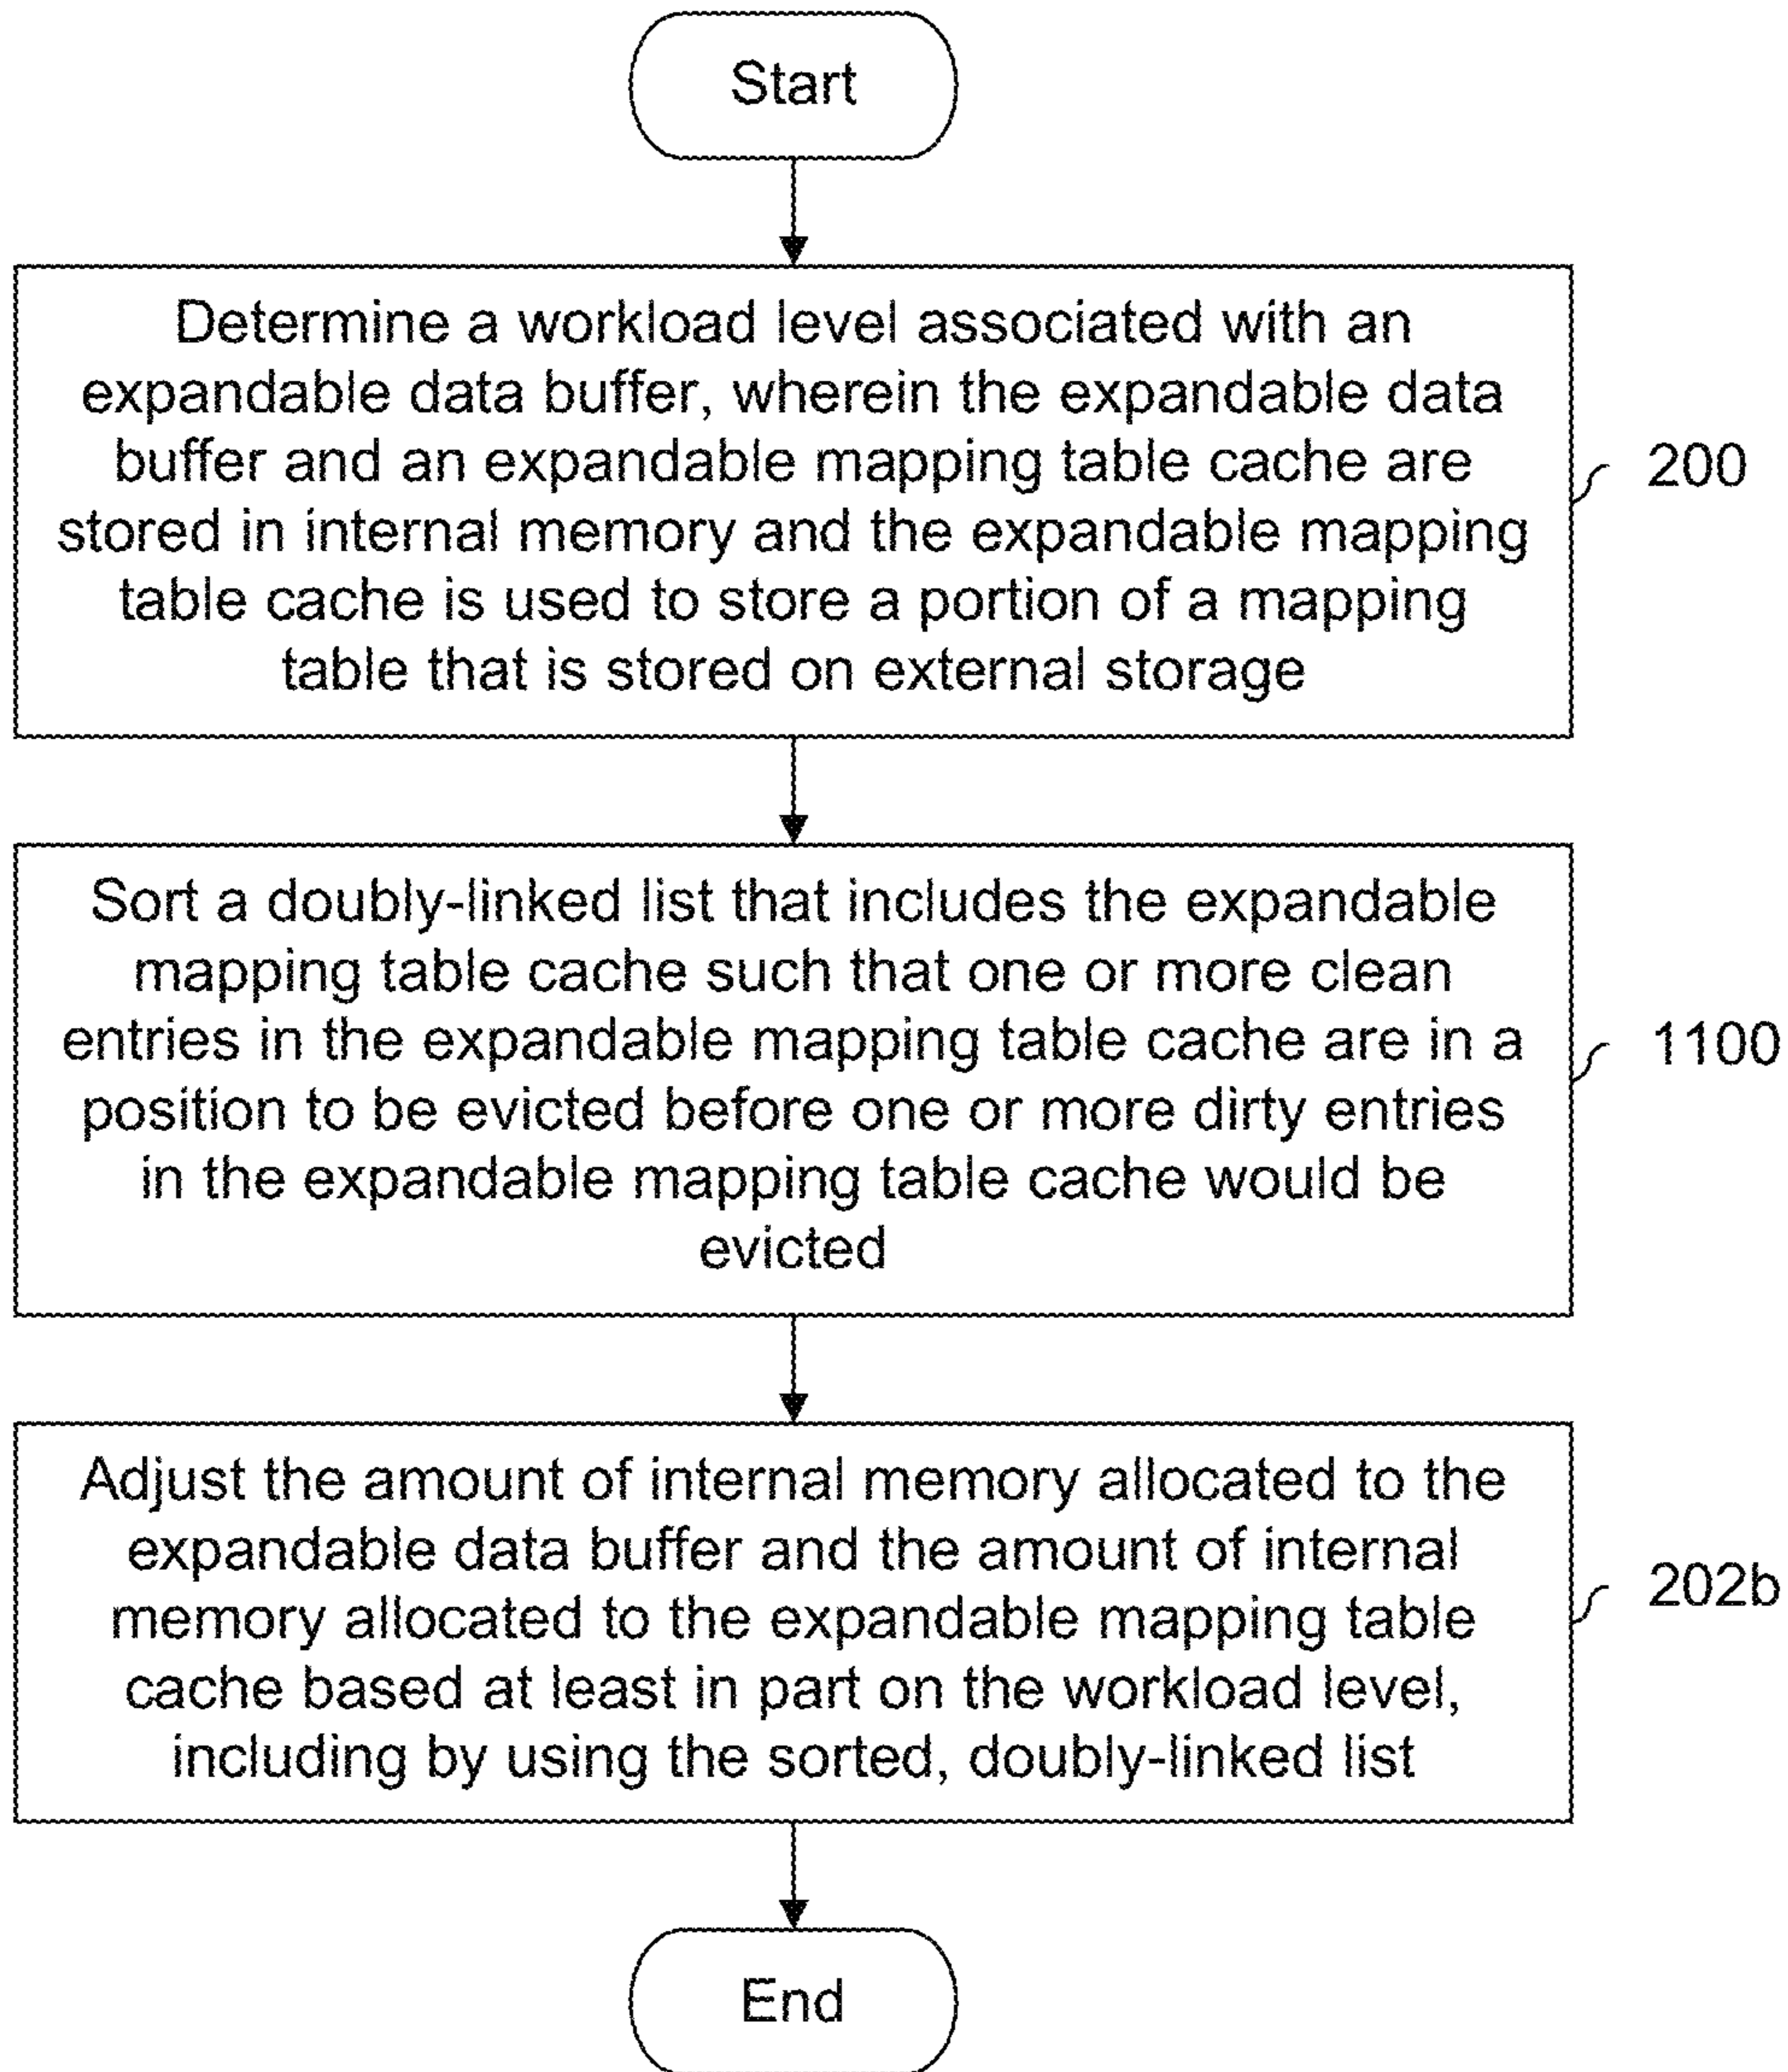 Start
Determine a workload level associated with an
expandable data buffer, wherein the expandable data
buffer and an expandable mapping table cache are
stored in internal memory and the expandable mapping
table cache is used to store a portion of a mapping
table that is stored on external storage
200
Sort a doubly-linked list that includes the expandable
mapping table cache such that one or more clean
entries in the expandable mapping table cache are in a
position to be evicted before one or more dirty entries
in the expandable mapping table cache would be
evicted
1100
Adjust the amount of internal memory allocated to the
expandable data buffer and the amount of internal
memory allocated to the expandable mapping table
cache based at least in part on the workload level,
including by using the sorted, doubly-linked list
202b
End